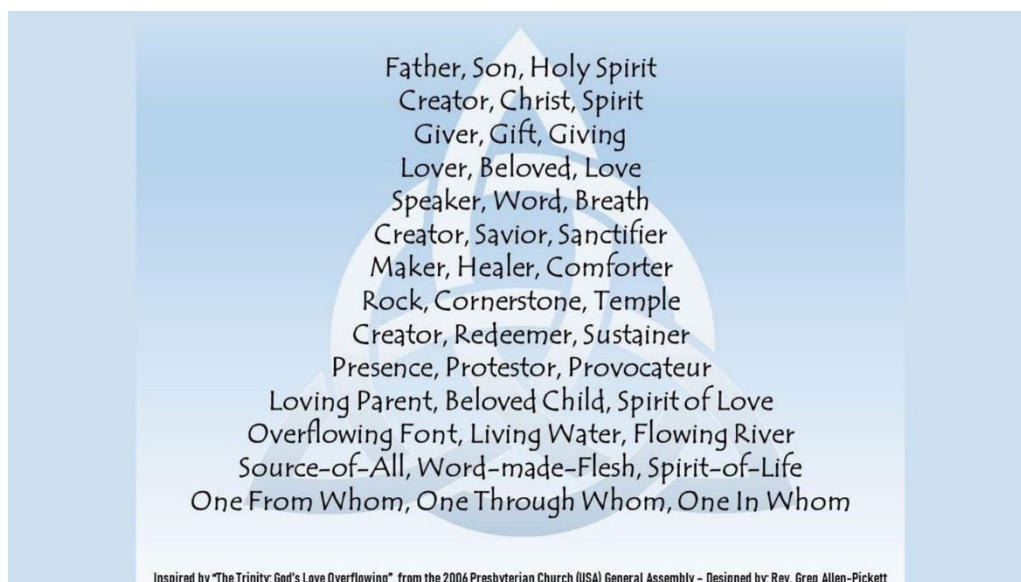 Father, Son, Holy Spirit
Creator, Christ, Spirit
Giver, Gift, Giving
Lover, Beloved, Love
Speaker, Word, Breath
Creator, Savior, Sanctifier
Maker, Healer, Comforter
Rock, Cornerstone, Temple
Creator, Redeemer, Sustainer
Presence, Protestor, Provocateur
Loving Parent, Beloved Child, Spirit of Love
Overflowing Font, Living Water, Flowing River
Source-of-All, Word-made-Flesh, Spirit-of-Life
One From Whom, One Through Whom, One In Whom
Inspired by "The Trinity: God's Love Overflowing" from the 2006 Presbyterian Church (USA) General Assembly – Designed by: Rev. Greg Allen-Pickett